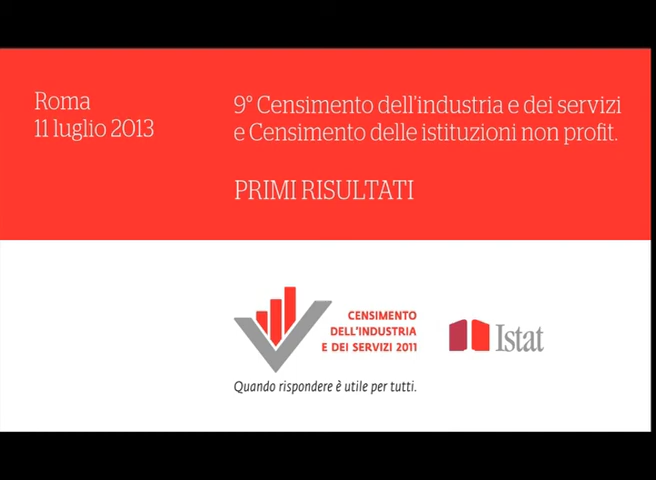 Roma
11 luglio 2013
9° Censimento dell'industria e dei servizi
e Censimento delle istituzioni non profit.
PRIMI RISULTATI
CENSIMENTO
DELL'INDUSTRIA
E DEI SERVIZI 2011
Quando rispondere è utile per tutti.
Istat